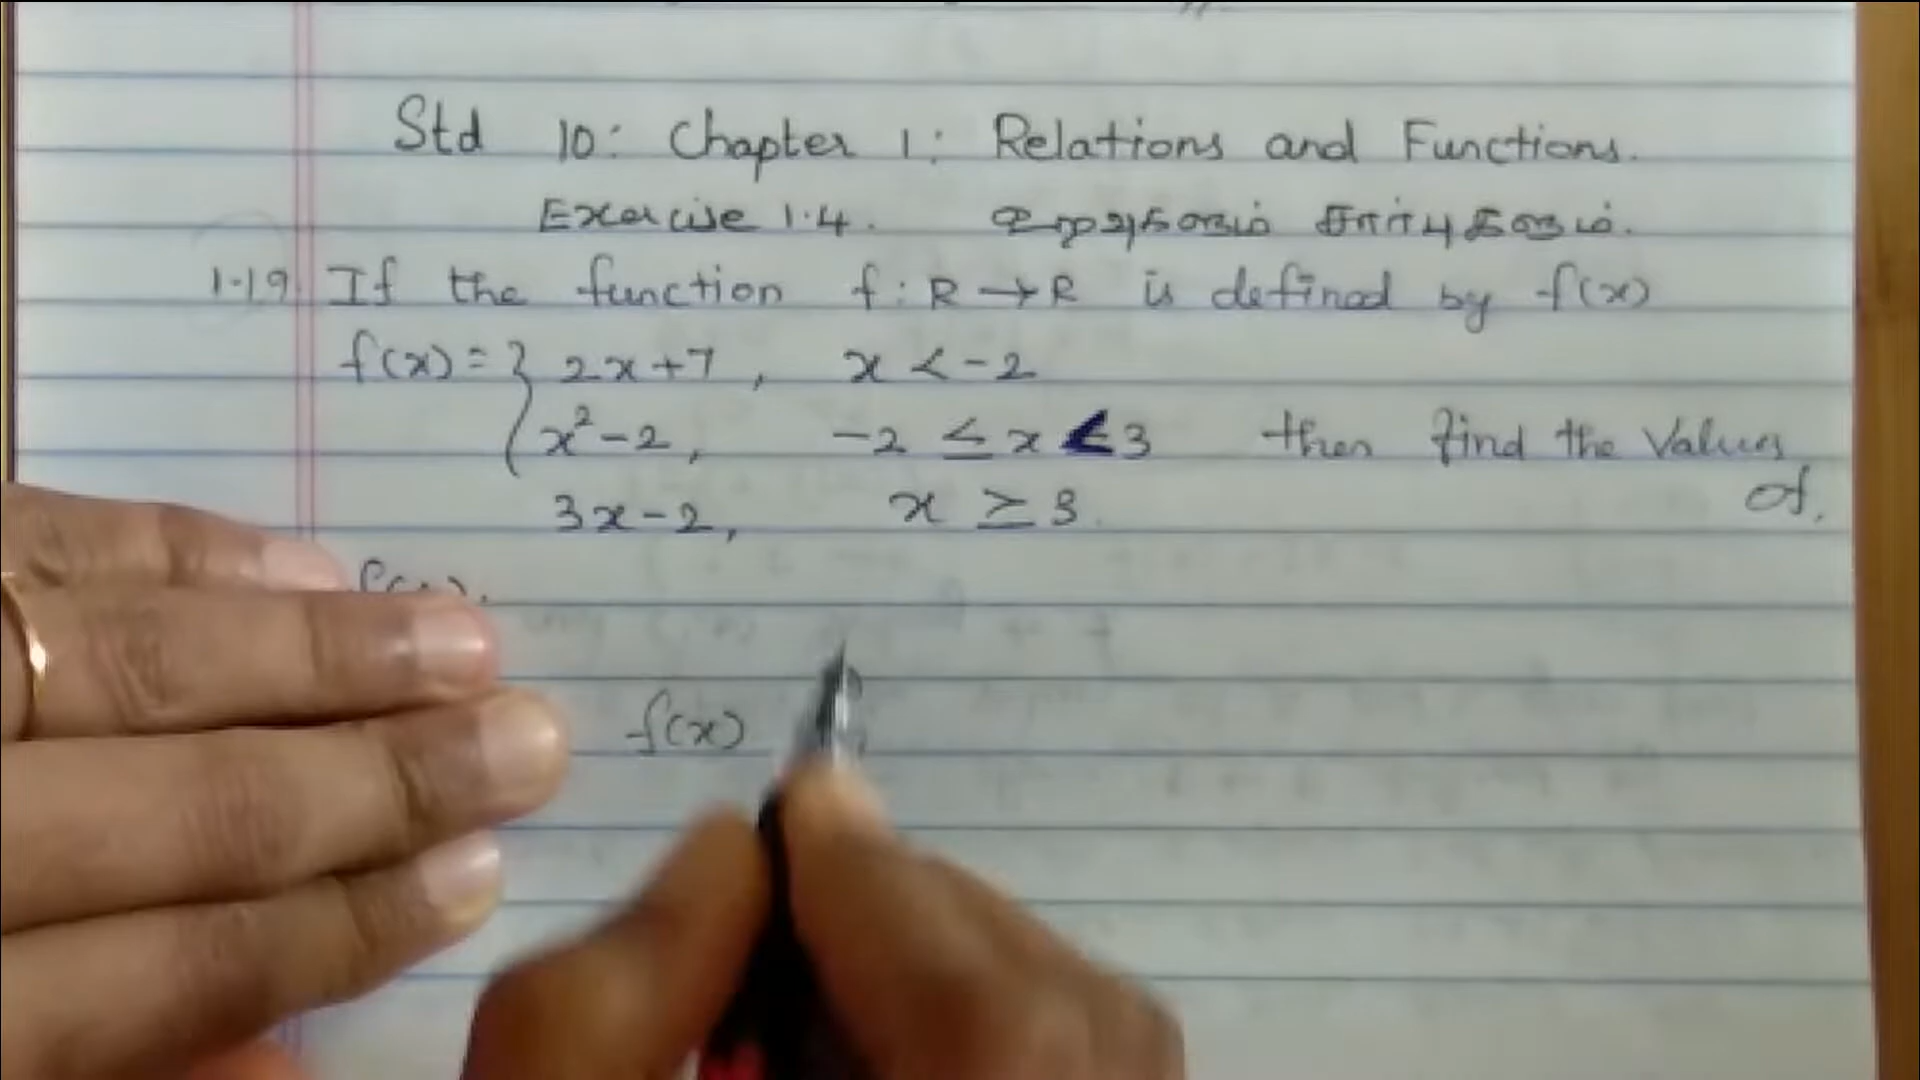 Std 10: Chapter 1: Relations and Functions.
Exercise 1.4. உறவுகளும் சார்புகளும்.
1.19. If the function f: R → R is defined by f(x)
f(x) = { 2x+7, x < -2
x² - 2, -2 ≤ x < 3 then find the Values of.
3x-2, x ≥ 3.
f(x)